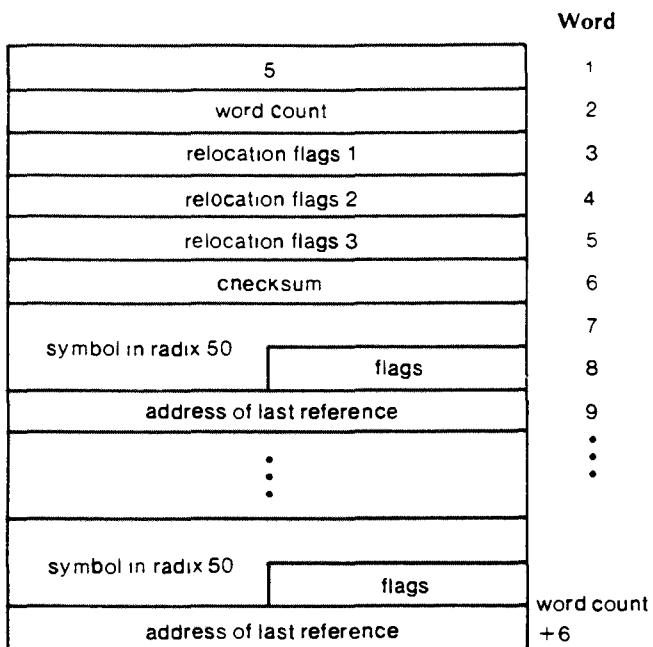 Word
5 1
word count 2
relocation flags 1 3
relocation flags 2 4
relocation flags 3 5
checksum 6
7
symbol in radix 50
flags 8
address of last reference 9
symbol in radix 50
flags
word count
address of last reference +6